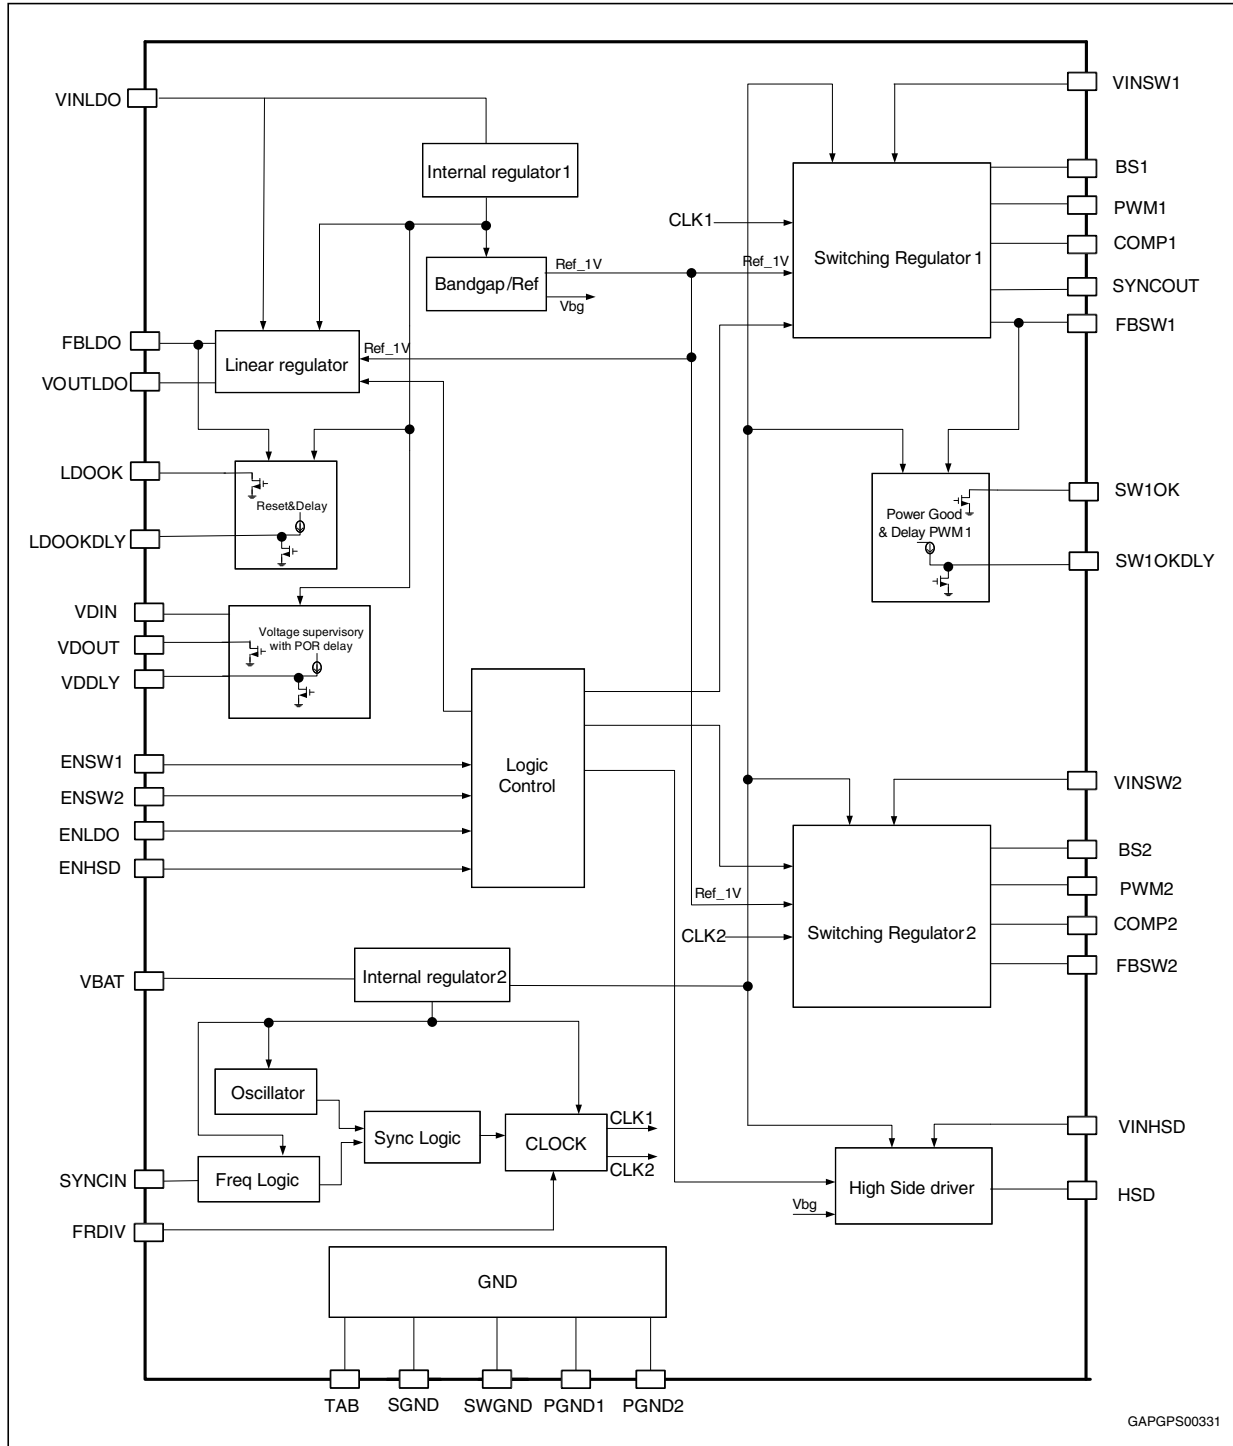 VINLDO
VINSW1
Internal regulator1
BS1
PWM1
CLK1
COMP1
Switching Regulator 1
Ref_1V
Ref_1V
Bandgap/Ref
SYNCOUT
Vbg
FBSW1
FBLDO
Ref_1V
Linear regulator
VOUTLDO
LDOOK
SW1OK
Reset&Delay
Power Good
& Delay PWM1
LDOOKDLY
SW1OKDLY
VDIN
Voltage supervisory
with POR delay
VDOUT
VDDLY
Logic
Control
ENSW1
ENSW2
ENLDO
ENHSD
VINSW2
BS2
PWM2
Ref_1V
COMP2
CLK2
Switching Regulator2
FBSW2
VBAT
Internal regulator2
Oscillator
CLK1
VINHSD
Sync Logic
CLOCK
CLK2
SYNCIN
Freq Logic
High Side driver
HSD
Vbg
FRDIV
GND
TAB
SGND
SWGND
PGND1
PGND2
GAPGPS00331